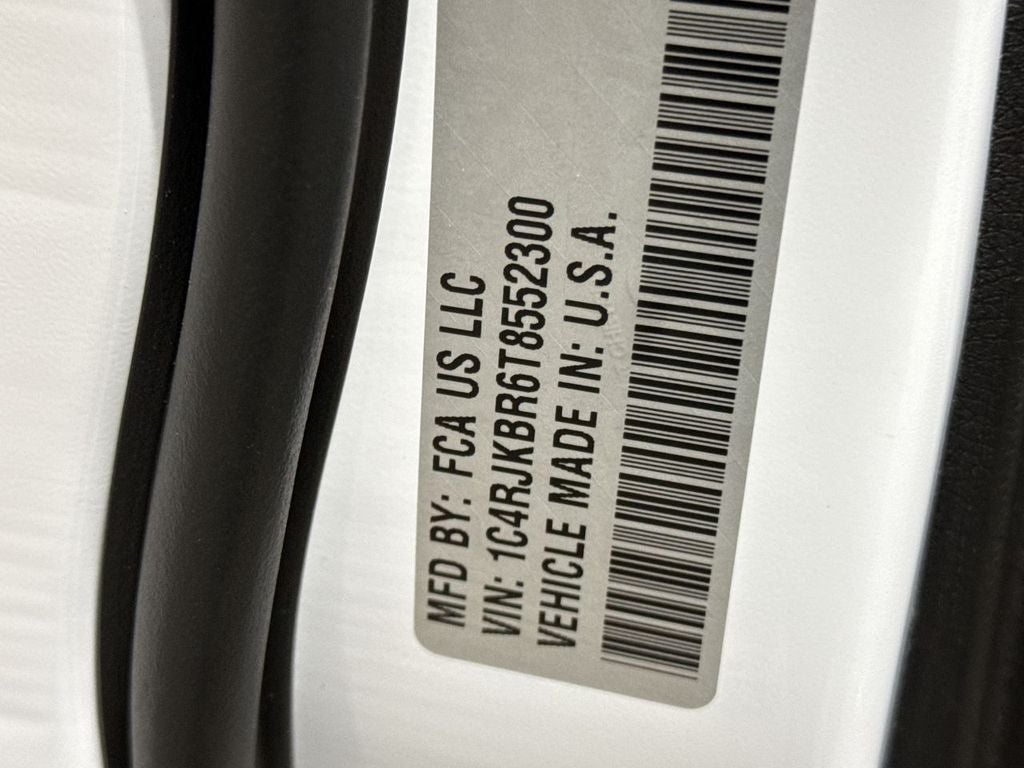 MFD BY: FCA US LLC
VIN: 1C4RJKBR6T8552300
VEHICLE MADE IN: U.S.A.